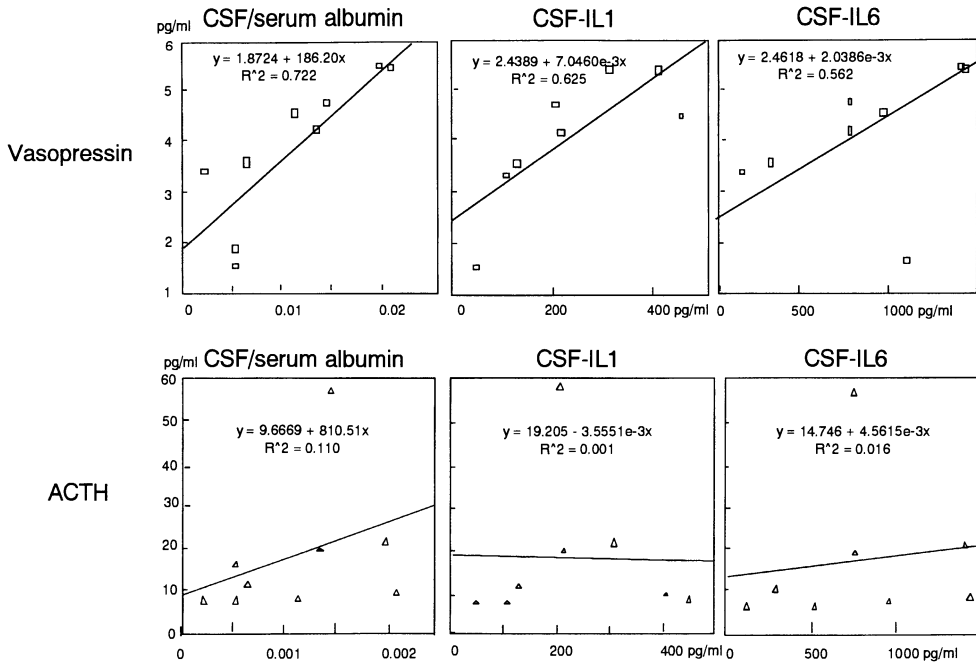 pg/ml CSF/serum albumin CSF-IL1 CSF-IL6
6
y = 1.8724 + 186.20x y = 2.4389 + 7.0460e-3x y = 2.4618 + 2.0386e-3x
R^2 = 0.722 R^2 = 0.625 R^2 = 0.562
5
4
Vasopressin
3
2
1
0 0.01 0.02 0 200 400 pg/ml 0 500 1000 pg/ml
pg/ml CSF/serum albumin CSF-IL1 CSF-IL6
60
50
y = 9.6669 + 810.51x y = 19.205 - 3.5551e-3x y = 14.746 + 4.5615e-3x
R^2 = 0.110 R^2 = 0.001 R^2 = 0.016
40
ACTH
30
20
10
0
0 0.001 0.002 0 200 400 pg/ml 0 500 1000 pg/ml